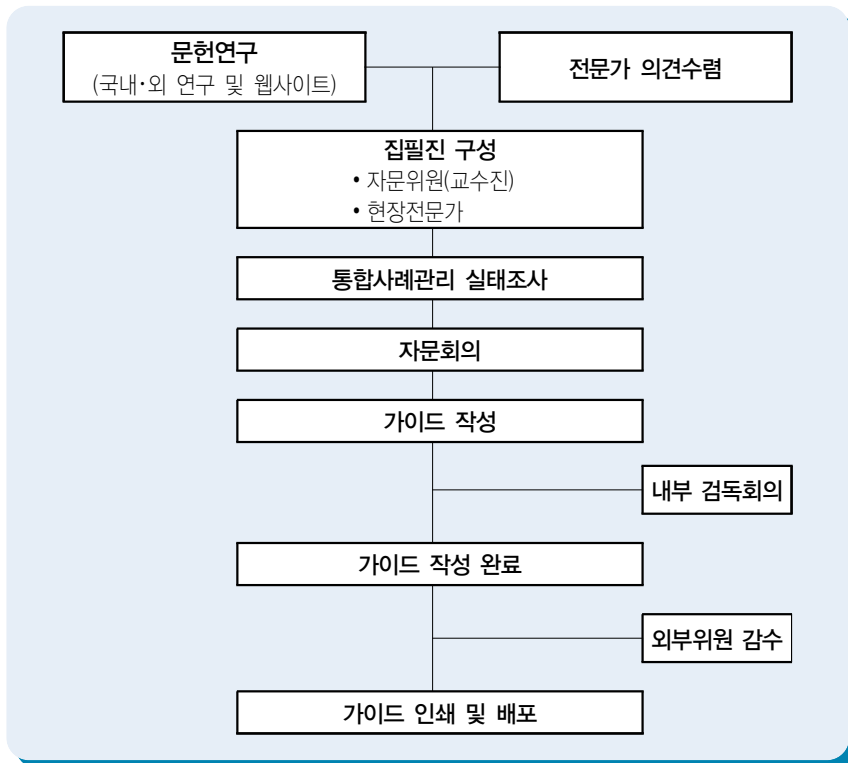 문헌연구
(국내·외 연구 및 웹사이트)
전문가 의견수렴
집필진 구성
• 자문위원(교수진)
• 현장전문가
통합사례관리 실태조사
자문회의
가이드 작성
내부 검독회의
가이드 작성 완료
외부위원 감수
가이드 인쇄 및 배포